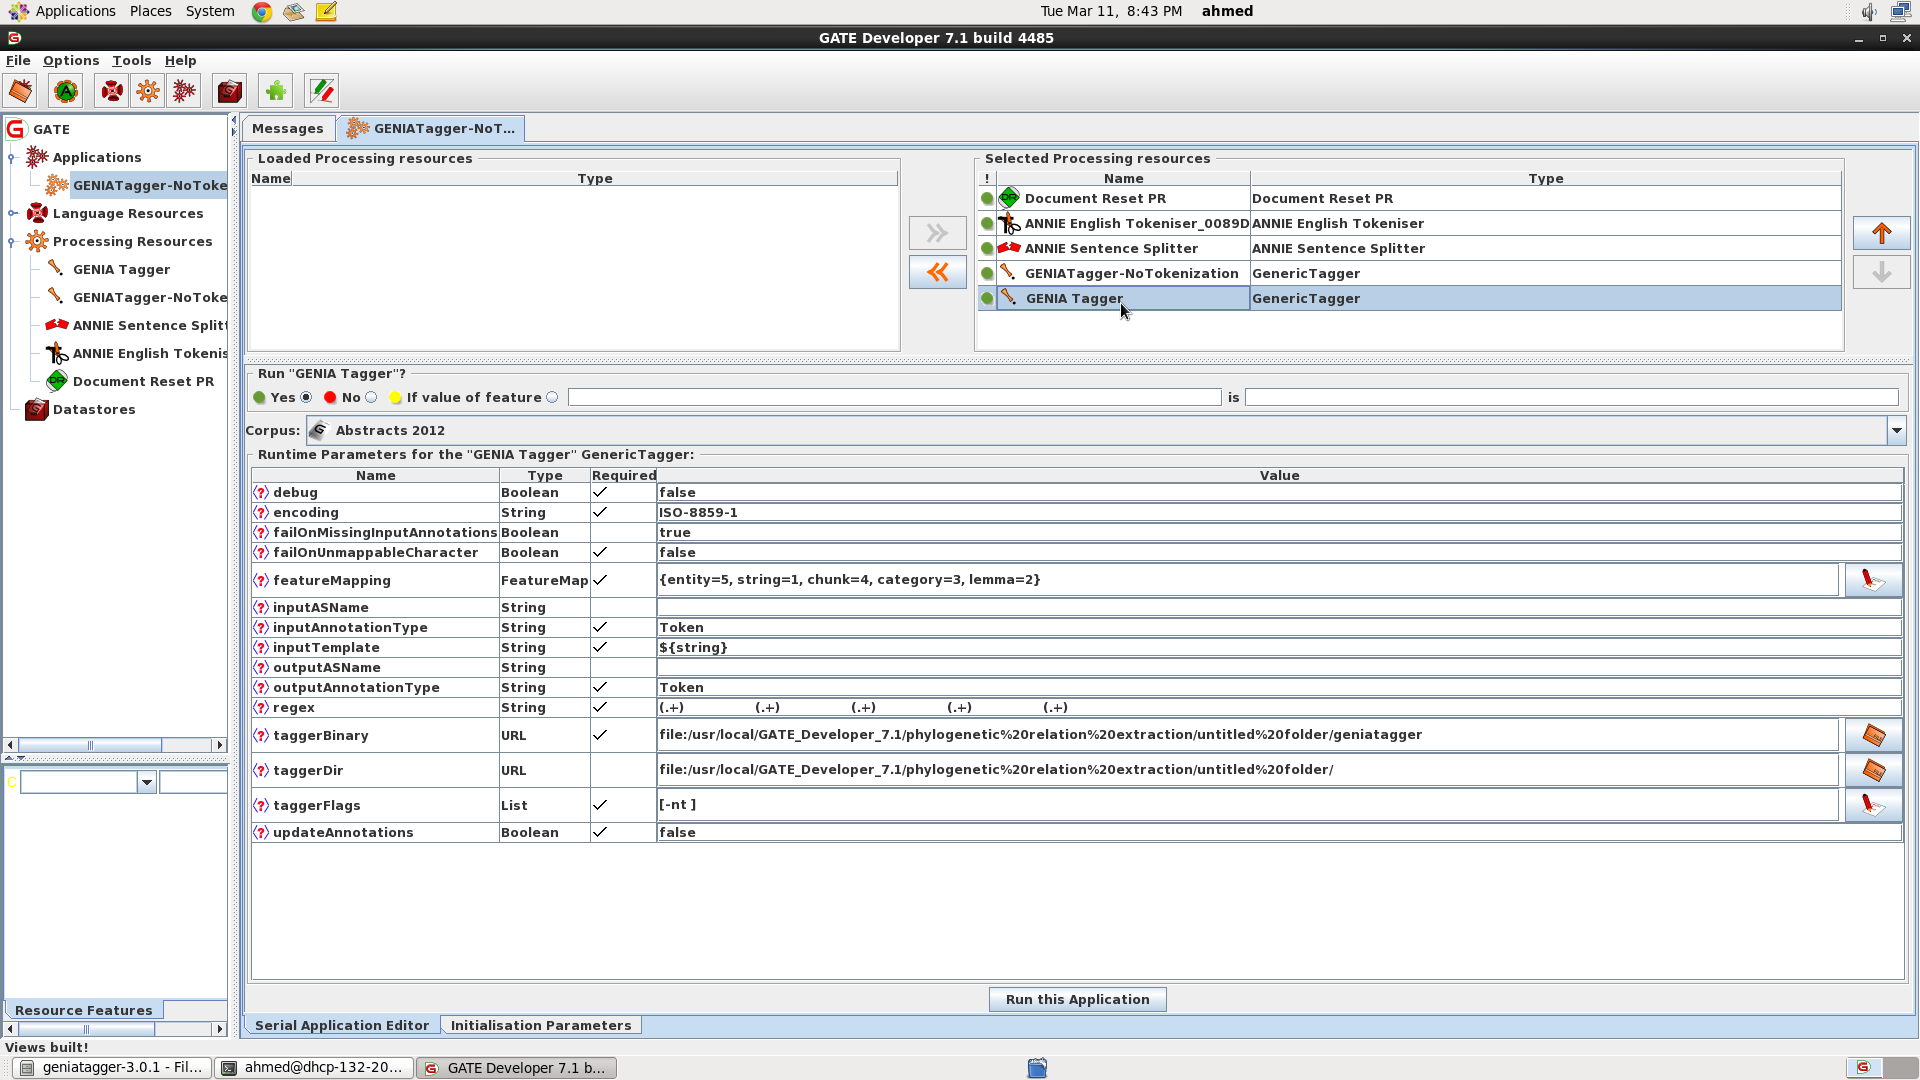 Applications Places System Tue Mar 11, 8:43 PM ahmed
GATE Developer 7.1 build 4485
File Options Tools Help
GATE
Applications
GENIATagger-NoToke
Language Resources
Processing Resources
GENIA Tagger
GENIATagger-NoToke
ANNIE Sentence Split
ANNIE English Tokenis
Document Reset PR
Datastores
Resource Features
Messages GENIATagger-NoT...
Loaded Processing resources
Name Type
Selected Processing resources
! Name Type
Document Reset PR Document Reset PR
ANNIE English Tokeniser_0089D ANNIE English Tokeniser
ANNIE Sentence Splitter ANNIE Sentence Splitter
GENIATagger-NoTokenization GenericTagger
GENIA Tagger GenericTagger
Run "GENIA Tagger"?
Yes No If value of feature is
Corpus: Abstracts 2012
Runtime Parameters for the "GENIA Tagger" GenericTagger:
Name Type Required Value
debug Boolean ✓ false
encoding String ✓ ISO-8859-1
failOnMissingInputAnnotations Boolean true
failOnUnmappableCharacter Boolean ✓ false
featureMapping FeatureMap ✓ {entity=5, string=1, chunk=4, category=3, lemma=2}
inputASName String
inputAnnotationType String ✓ Token
inputTemplate String ✓ ${string}
outputASName String
outputAnnotationType String ✓ Token
regex String ✓ (.+) (.+) (.+) (.+) (.+)
taggerBinary URL ✓ file:/usr/local/GATE_Developer_7.1/phylogenetic%20relation%20extraction/untitled%20folder/geniatagger
taggerDir URL file:/usr/local/GATE_Developer_7.1/phylogenetic%20relation%20extraction/untitled%20folder/
taggerFlags List ✓ [-nt ]
updateAnnotations Boolean ✓ false
Run this Application
Serial Application Editor Initialisation Parameters
Views built!
geniatagger-3.0.1 - Fil... ahmed@dhcp-132-20... GATE Developer 7.1 b...